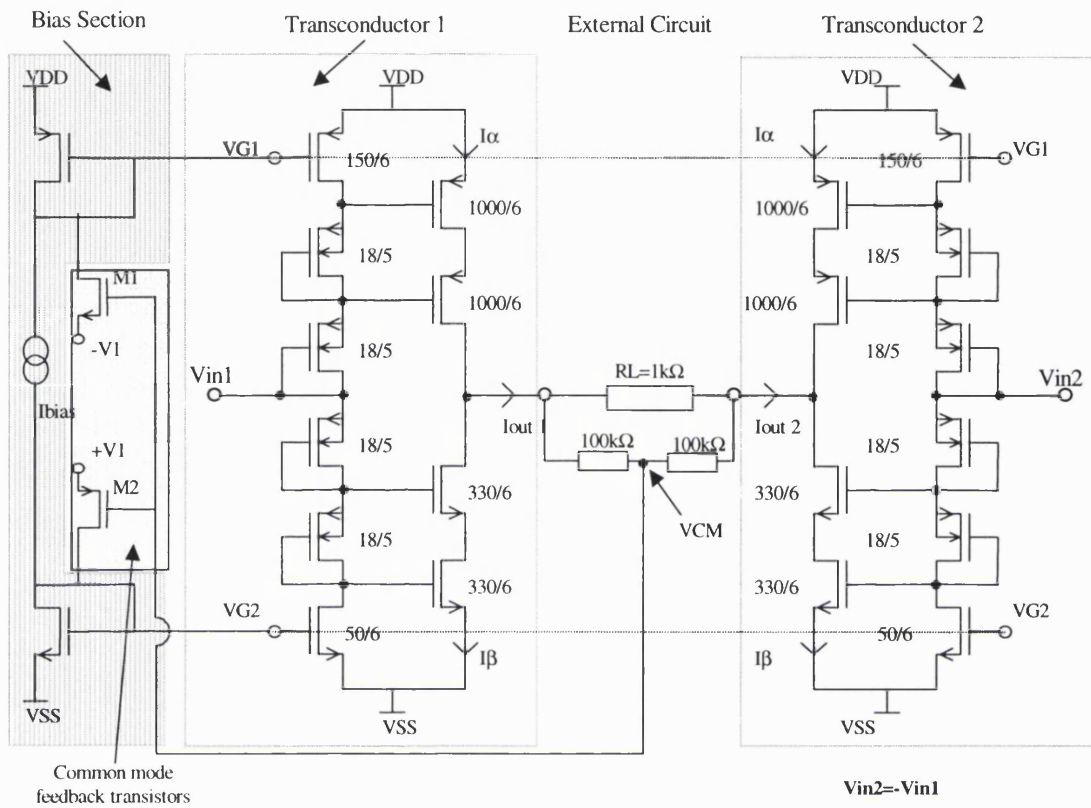 Bias Section
Transconductor 1
External Circuit
Transconductor 2
VDD
VDD
VDD
VG1
150/6
Iα
Iα
150/6
VG1
1000/6
1000/6
18/5
18/5
M1
1000/6
1000/6
-V1
18/5
18/5
Vin1
RL=1kΩ
Vin2
Ibias
Iout 1
Iout 2
+V1
18/5
100kΩ
100kΩ
18/5
M2
330/6
VCM
330/6
18/5
18/5
330/6
330/6
VG2
50/6
50/6
VG2
Iβ
Iβ
VSS
VSS
VSS
Common mode
feedback transistors
Vin2=-Vin1